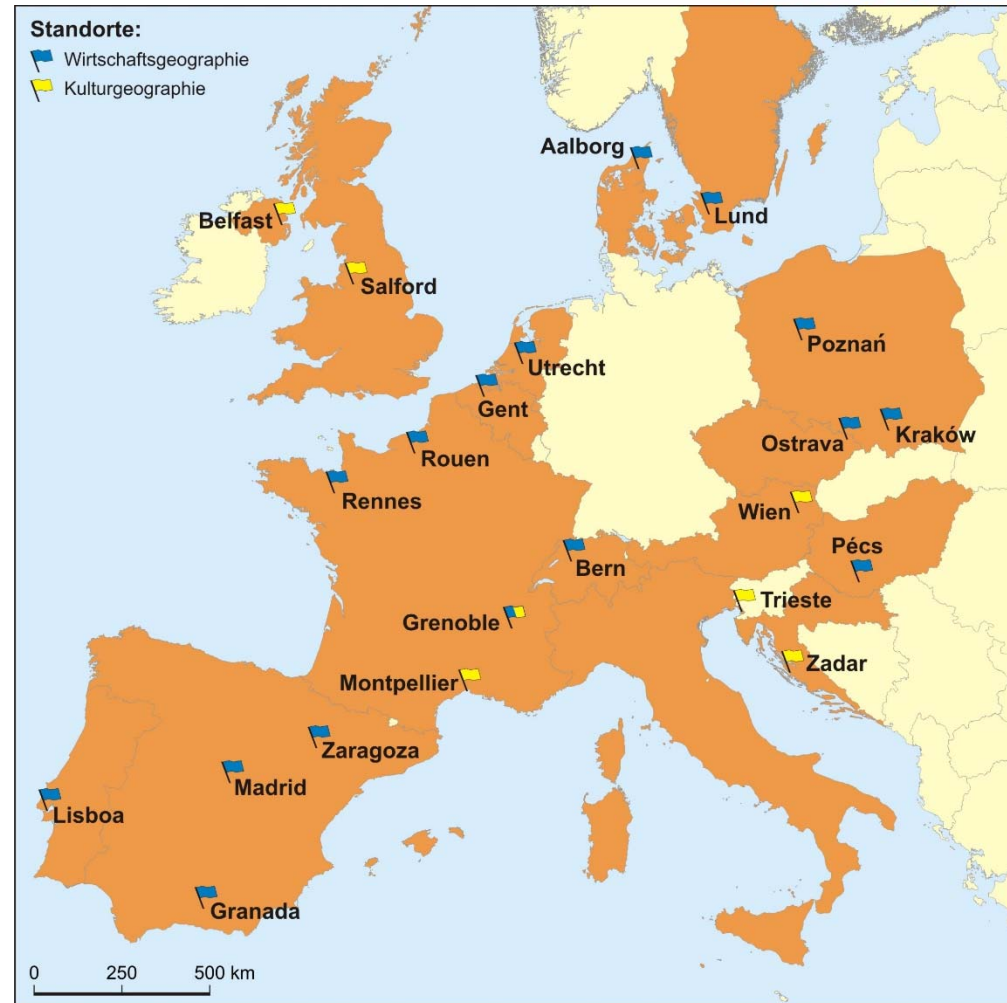 Standorte:
Wirtschaftsgeographie
Kulturgeographie
Aalborg
Lund
Belfast
Salford
Poznań
Utrecht
Gent
Ostrava
Kraków
Rouen
Rennes
Wien
Pécs
Bern
Trieste
Grenoble
Zadar
Montpellier
Zaragoza
Madrid
Lisboa
Granada
0 250 500 km